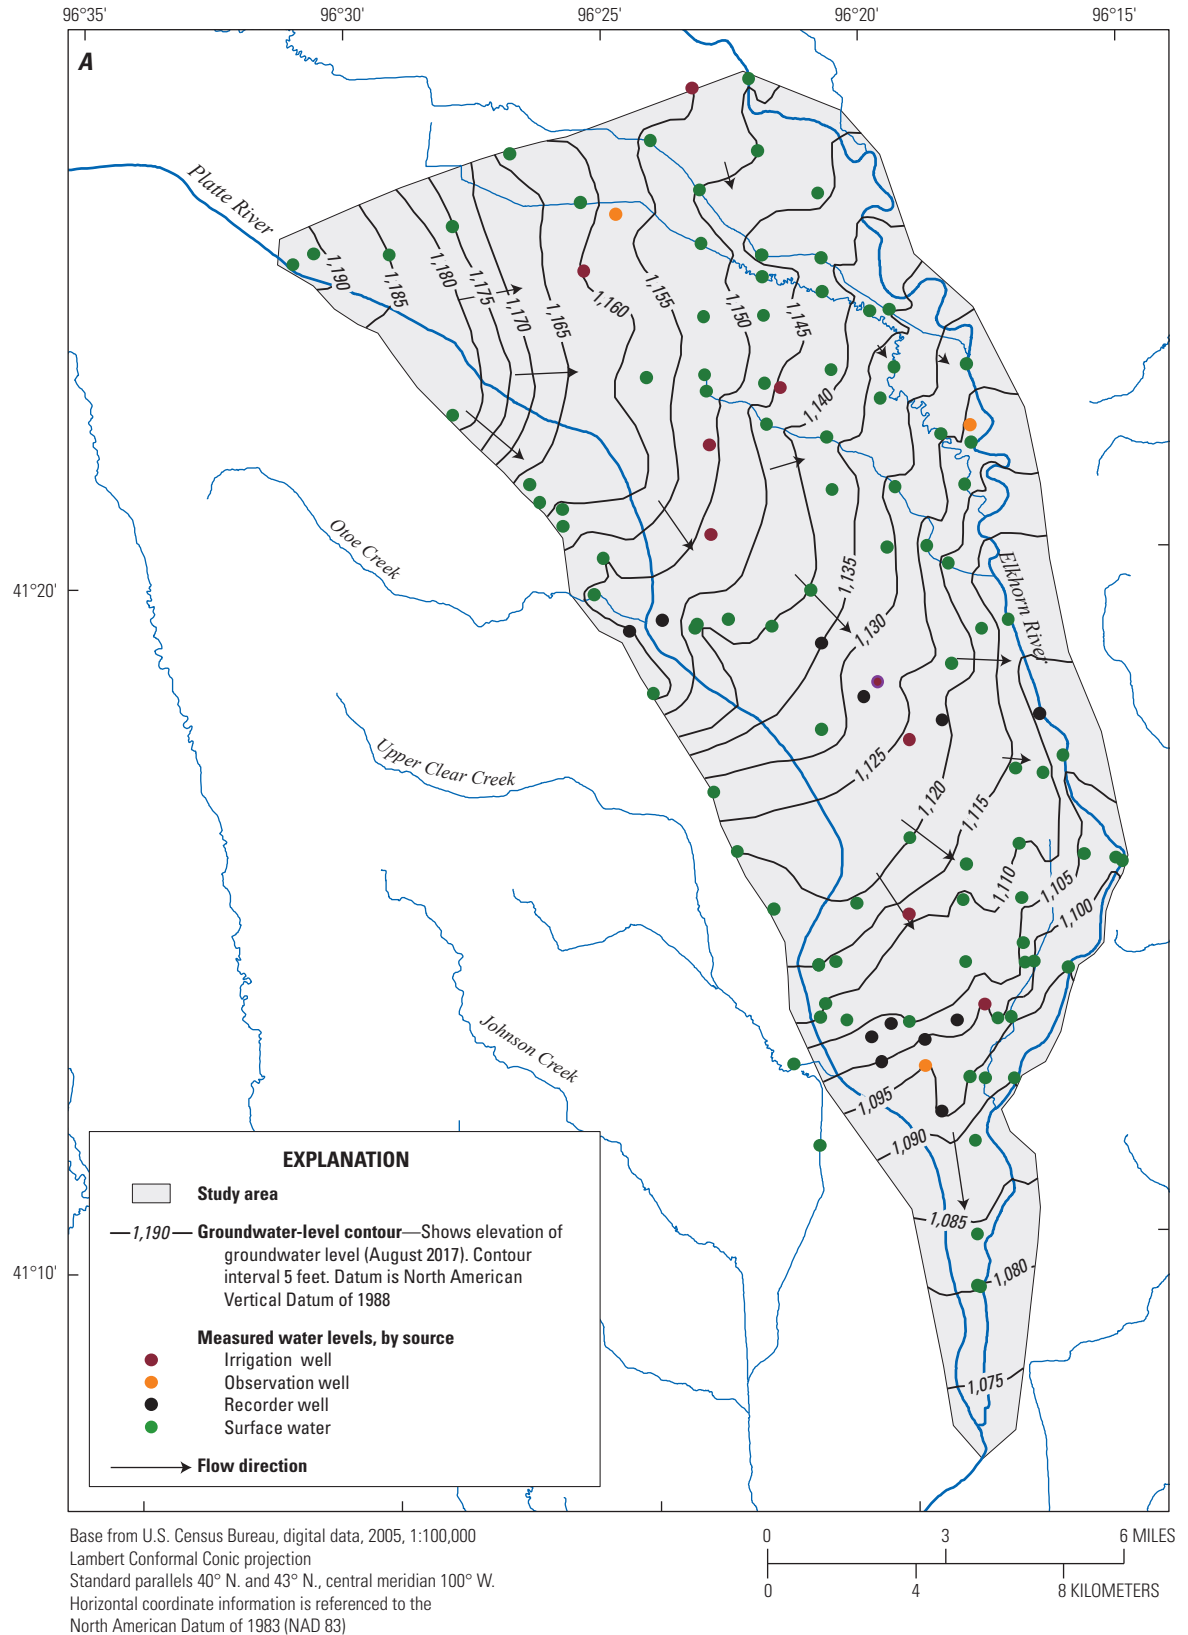 96°35'
96°30'
96°25'
96°20'
96°15'
A
Platte River
1,190
1,185
1,180
1,175
1,170
1,165
1,160
1,155
1,150
1,145
1,140
Otoe Creek
41°20'
Elkhorn River
1,135
1,130
Upper Clear Creek
1,125
1,120
1,115
1,110
1,105
1,100
Johnson Creek
1,095
1,090
1,085
1,080
1,075
41°10'
EXPLANATION
Study area
1,190
Groundwater-level contour—Shows elevation of
groundwater level (August 2017). Contour
interval 5 feet. Datum is North American
Vertical Datum of 1988
Measured water levels, by source
Irrigation well
Observation well
Recorder well
Surface water
Flow direction
Base from U.S. Census Bureau, digital data, 2005, 1:100,000
Lambert Conformal Conic projection
Standard parallels 40° N. and 43° N., central meridian 100° W.
Horizontal coordinate information is referenced to the
North American Datum of 1983 (NAD 83)
0 3 6 MILES
0 4 8 KILOMETERS